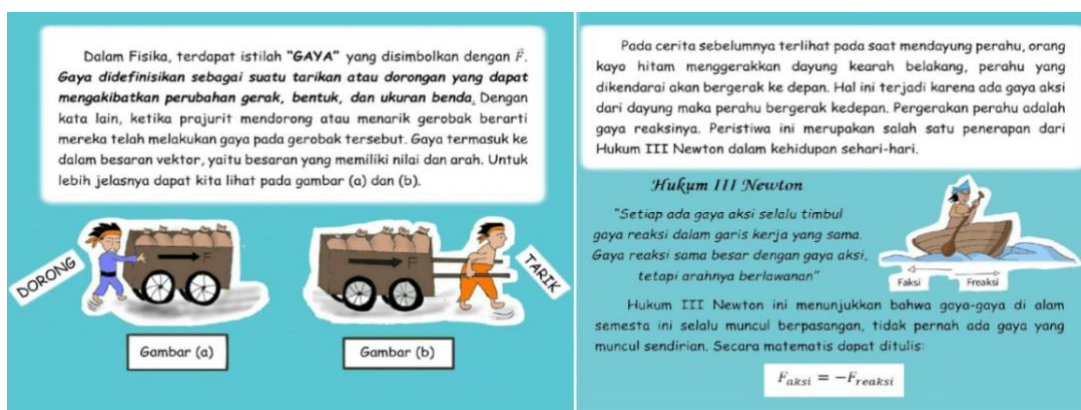 Dalam Fisika, terdapat istilah "GAYA" yang disimbolkan dengan F⃗.
Gaya didefinisikan sebagai suatu tarikan atau dorongan yang dapat
mengakibatkan perubahan gerak, bentuk, dan ukuran benda. Dengan
kata lain, ketika prajurit mendorong atau menarik gerobak berarti
mereka telah melakukan gaya pada gerobak tersebut. Gaya termasuk ke
dalam besaran vektor, yaitu besaran yang memiliki nilai dan arah. Untuk
lebih jelasnya dapat kita lihat pada gambar (a) dan (b).
DORONG
F
F
TARIK
Gambar (a)
Gambar (b)
Pada cerita sebelumnya terlihat pada saat mendayung perahu, orang
kayo hitam menggerakkan dayung kearah belakang, perahu yang
dikendarai akan bergerak ke depan. Hal ini terjadi karena ada gaya aksi
dari dayung maka perahu bergerak kedepan. Pergerakan perahu adalah
gaya reaksinya. Peristiwa ini merupakan salah satu penerapan dari
Hukum III Newton dalam kehidupan sehari-hari.
Hukum III Newton
"Setiap ada gaya aksi selalu timbul
gaya reaksi dalam garis kerja yang sama.
Gaya reaksi sama besar dengan gaya aksi,
tetapi arahnya berlawanan"
Faksi
Freaksi
Hukum III Newton ini menunjukkan bahwa gaya-gaya di alam
semesta ini selalu muncul berpasangan, tidak pernah ada gaya yang
muncul sendirian. Secara matematis dapat ditulis:
F_aksi = −F_reaksi